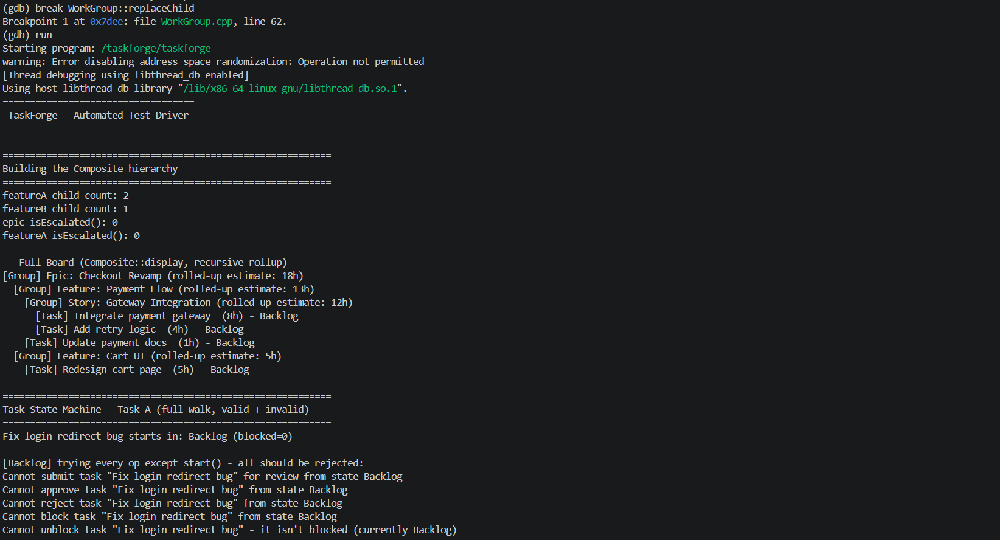 (gdb) break WorkGroup::replaceChild
Breakpoint 1 at 0x7dee: file WorkGroup.cpp, line 62.
(gdb) run
Starting program: /taskforge/taskforge
warning: Error disabling address space randomization: Operation not permitted
[Thread debugging using libthread_db enabled]
Using host libthread_db library "/lib/x86_64-linux-gnu/libthread_db.so.1".
===================================
 TaskForge - Automated Test Driver
===================================

============================================================
Building the Composite hierarchy
============================================================
featureA child count: 2
featureB child count: 1
epic isEscalated(): 0
featureA isEscalated(): 0

-- Full Board (Composite::display, recursive rollup) --
[Group] Epic: Checkout Revamp (rolled-up estimate: 18h)
  [Group] Feature: Payment Flow (rolled-up estimate: 13h)
    [Group] Story: Gateway Integration (rolled-up estimate: 12h)
      [Task] Integrate payment gateway  (8h) - Backlog
      [Task] Add retry logic  (4h) - Backlog
    [Task] Update payment docs  (1h) - Backlog
  [Group] Feature: Cart UI (rolled-up estimate: 5h)
    [Task] Redesign cart page  (5h) - Backlog

============================================================
Task State Machine - Task A (full walk, valid + invalid)
============================================================
Fix login redirect bug starts in: Backlog (blocked=0)

[Backlog] trying every op except start() - all should be rejected:
Cannot submit task "Fix login redirect bug" for review from state Backlog
Cannot approve task "Fix login redirect bug" from state Backlog
Cannot reject task "Fix login redirect bug" from state Backlog
Cannot block task "Fix login redirect bug" from state Backlog
Cannot unblock task "Fix login redirect bug" - it isn't blocked (currently Backlog)